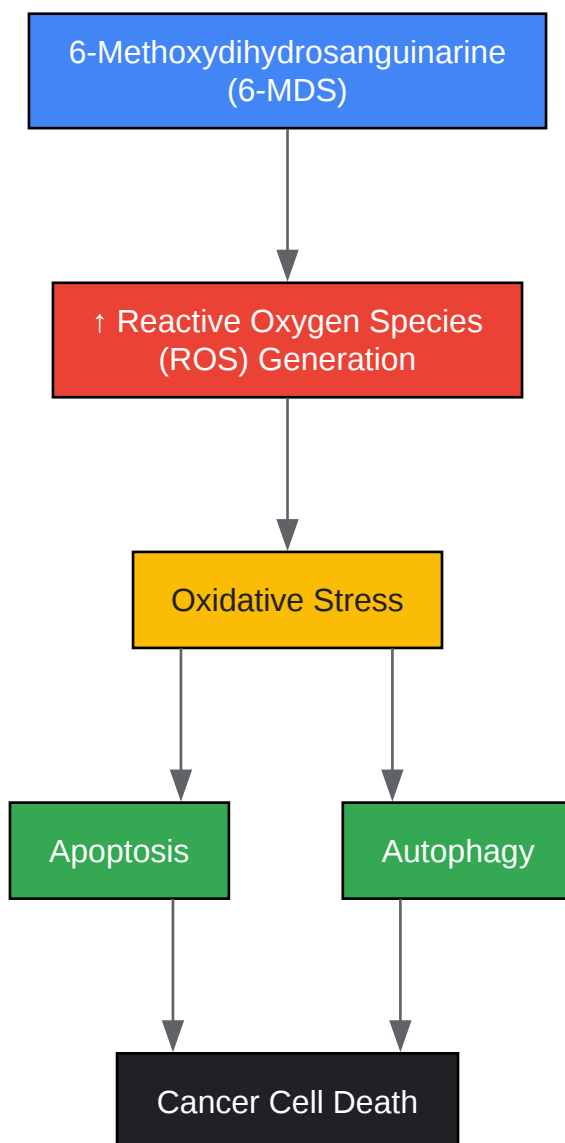 6-Methoxydihydrosanguinarine
(6-MDS)
↑ Reactive Oxygen Species
(ROS) Generation
Oxidative Stress
Apoptosis
Autophagy
Cancer Cell Death